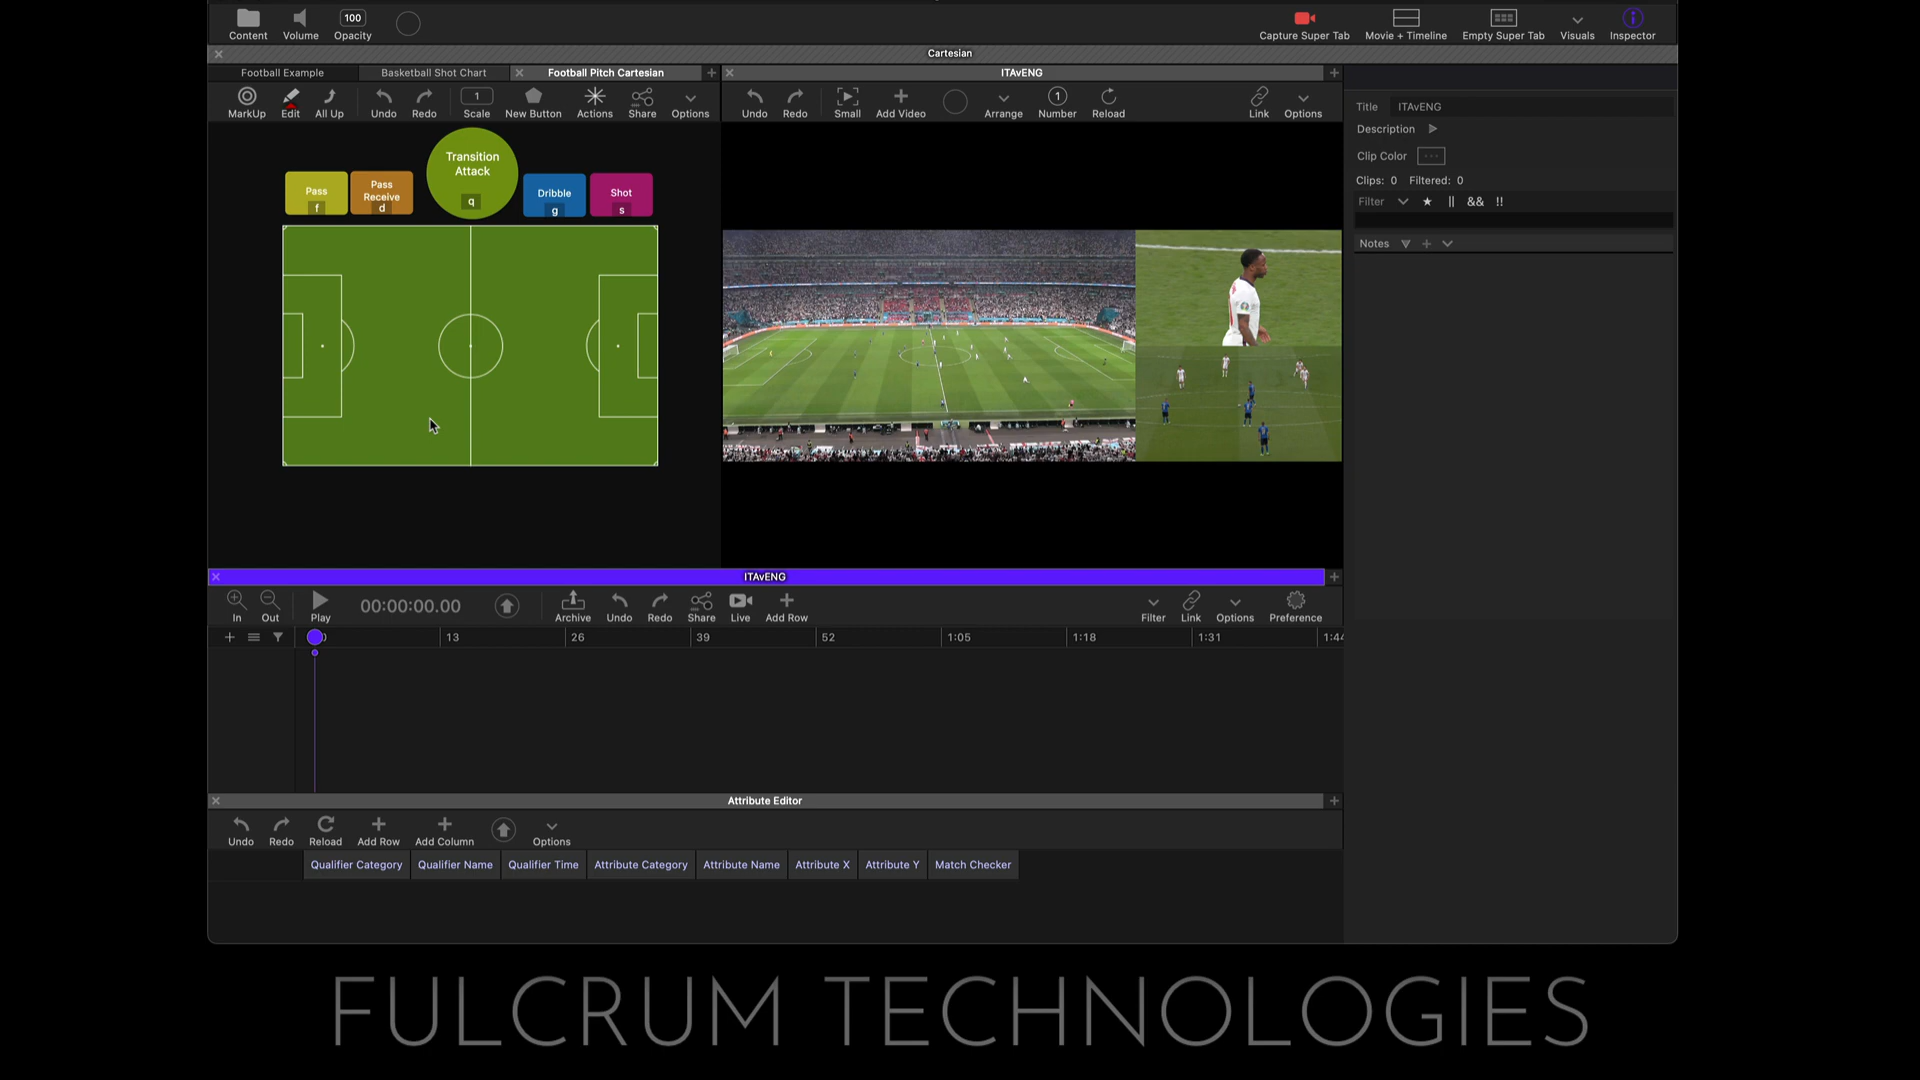 Content
Volume
100
Opacity
Capture Super Tab
Movie + Timeline
Empty Super Tab
Visuals
Inspector
Cartesian
Football Example
Basketball Shot Chart
Football Pitch Cartesian
ITAvENG
MarkUp
Edit
All Up
Undo
Redo
1
Scale
New Button
Actions
Share
Options
Undo
Redo
Small
Add Video
Arrange
1
Number
Reload
Link
Options
Title ITAvENG
Description
Clip Color
Clips: 0 Filtered: 0
Filter ★ || && !!
Notes
Transition
Attack
q
Pass
f
Pass
Receive
d
Dribble
g
Shot
s
ITAvENG
In
Out
Play
00:00:00.00
Archive
Undo
Redo
Share
Live
Add Row
Filter
Link
Options
Preference
13 26 39 52 1:05 1:18 1:31 1:44
Attribute Editor
Undo
Redo
Reload
Add Row
Add Column
Options
Qualifier Category Qualifier Name Qualifier Time Attribute Category Attribute Name Attribute X Attribute Y Match Checker
FULCRUM TECHNOLOGIES